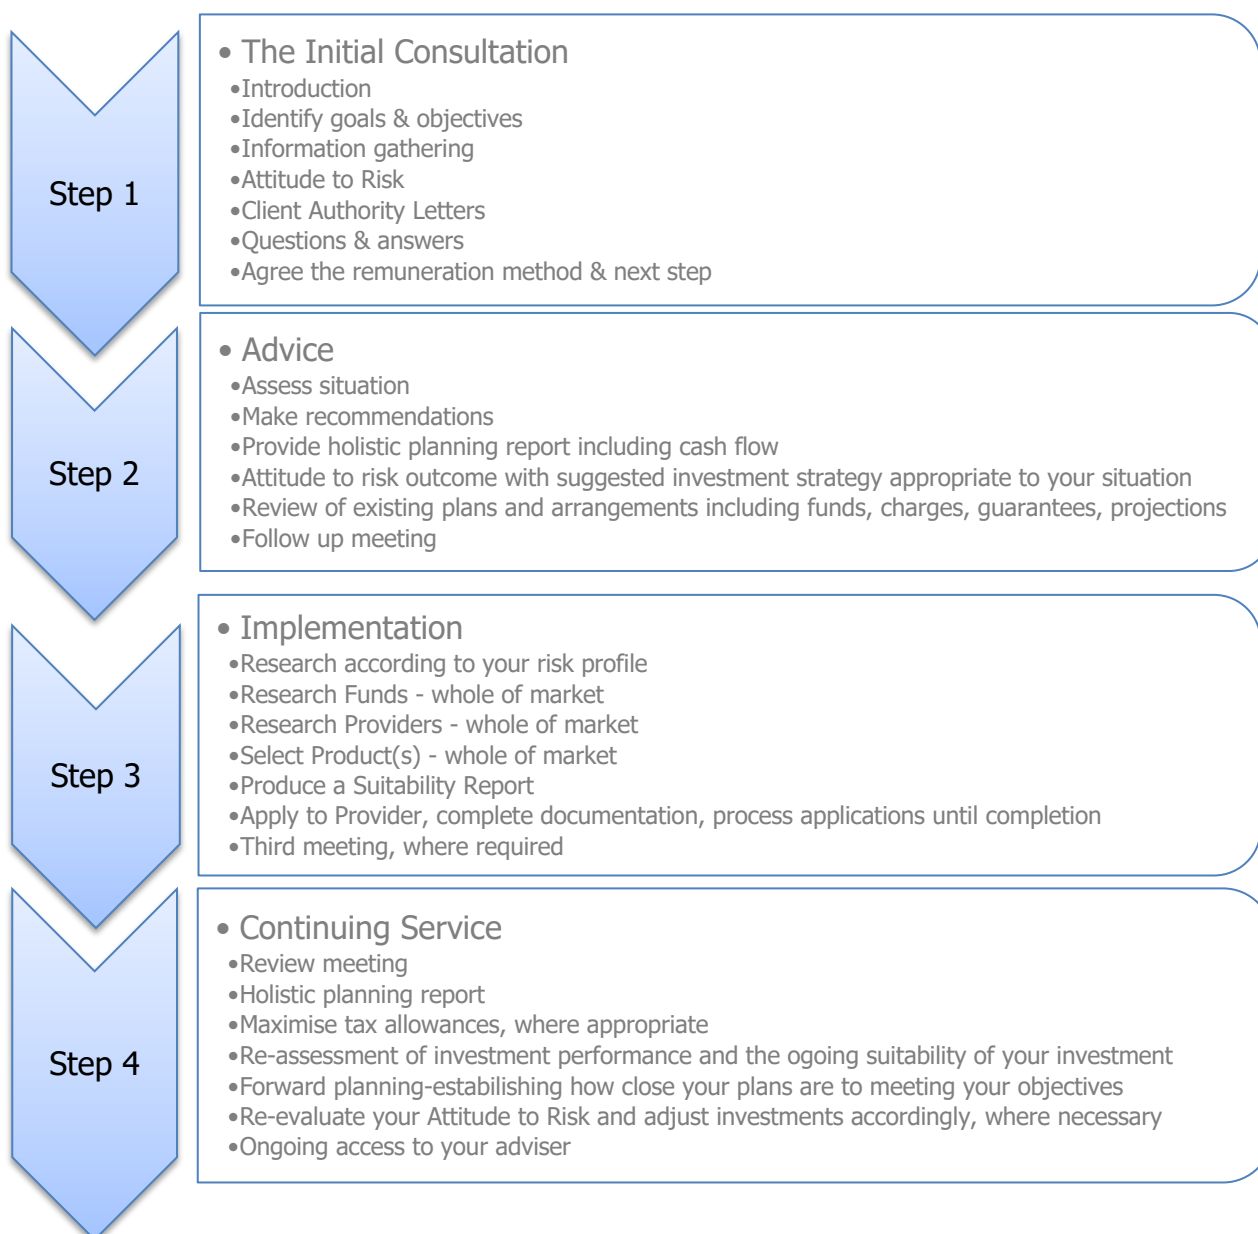 Step 1
• The Initial Consultation
•Introduction
•Identify goals & objectives
•Information gathering
•Attitude to Risk
•Client Authority Letters
•Questions & answers
•Agree the remuneration method & next step
Step 2
• Advice
•Assess situation
•Make recommendations
•Provide holistic planning report including cash flow
•Attitude to risk outcome with suggested investment strategy appropriate to your situation
•Review of existing plans and arrangements including funds, charges, guarantees, projections
•Follow up meeting
Step 3
• Implementation
•Research according to your risk profile
•Research Funds - whole of market
•Research Providers - whole of market
•Select Product(s) - whole of market
•Produce a Suitability Report
•Apply to Provider, complete documentation, process applications until completion
•Third meeting, where required
Step 4
• Continuing Service
•Review meeting
•Holistic planning report
•Maximise tax allowances, where appropriate
•Re-assessment of investment performance and the ogoing suitability of your investment
•Forward planning-estabilishing how close your plans are to meeting your objectives
•Re-evaluate your Attitude to Risk and adjust investments accordingly, where necessary
•Ongoing access to your adviser